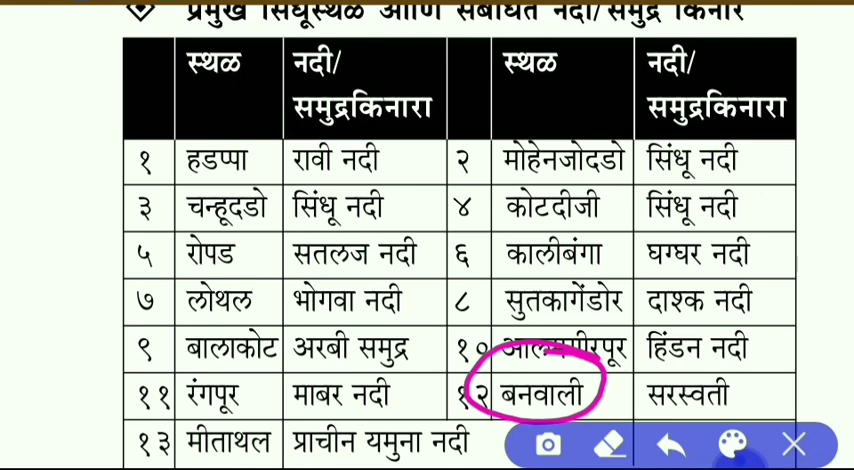 प्रमुख सिंधूस्थळ आणि संबंधित नदी/समुद्र किनारे
स्थळ नदी/ स्थळ नदी/
समुद्रकिनारा समुद्रकिनारा
१ हडप्पा रावी नदी २ मोहेनजोदडो सिंधू नदी
३ चन्हूदडो सिंधू नदी ४ कोटदीजी सिंधू नदी
५ रोपड सतलज नदी ६ कालीबंगा घग्घर नदी
७ लोथल भोगवा नदी ८ सुतकागेंडोर दाश्क नदी
९ बालाकोट अरबी समुद्र १० आलमगीरपूर हिंडन नदी
११ रंगपूर माबर नदी १२ बनवाली सरस्वती
१३ मीताथल प्राचीन यमुना नदी